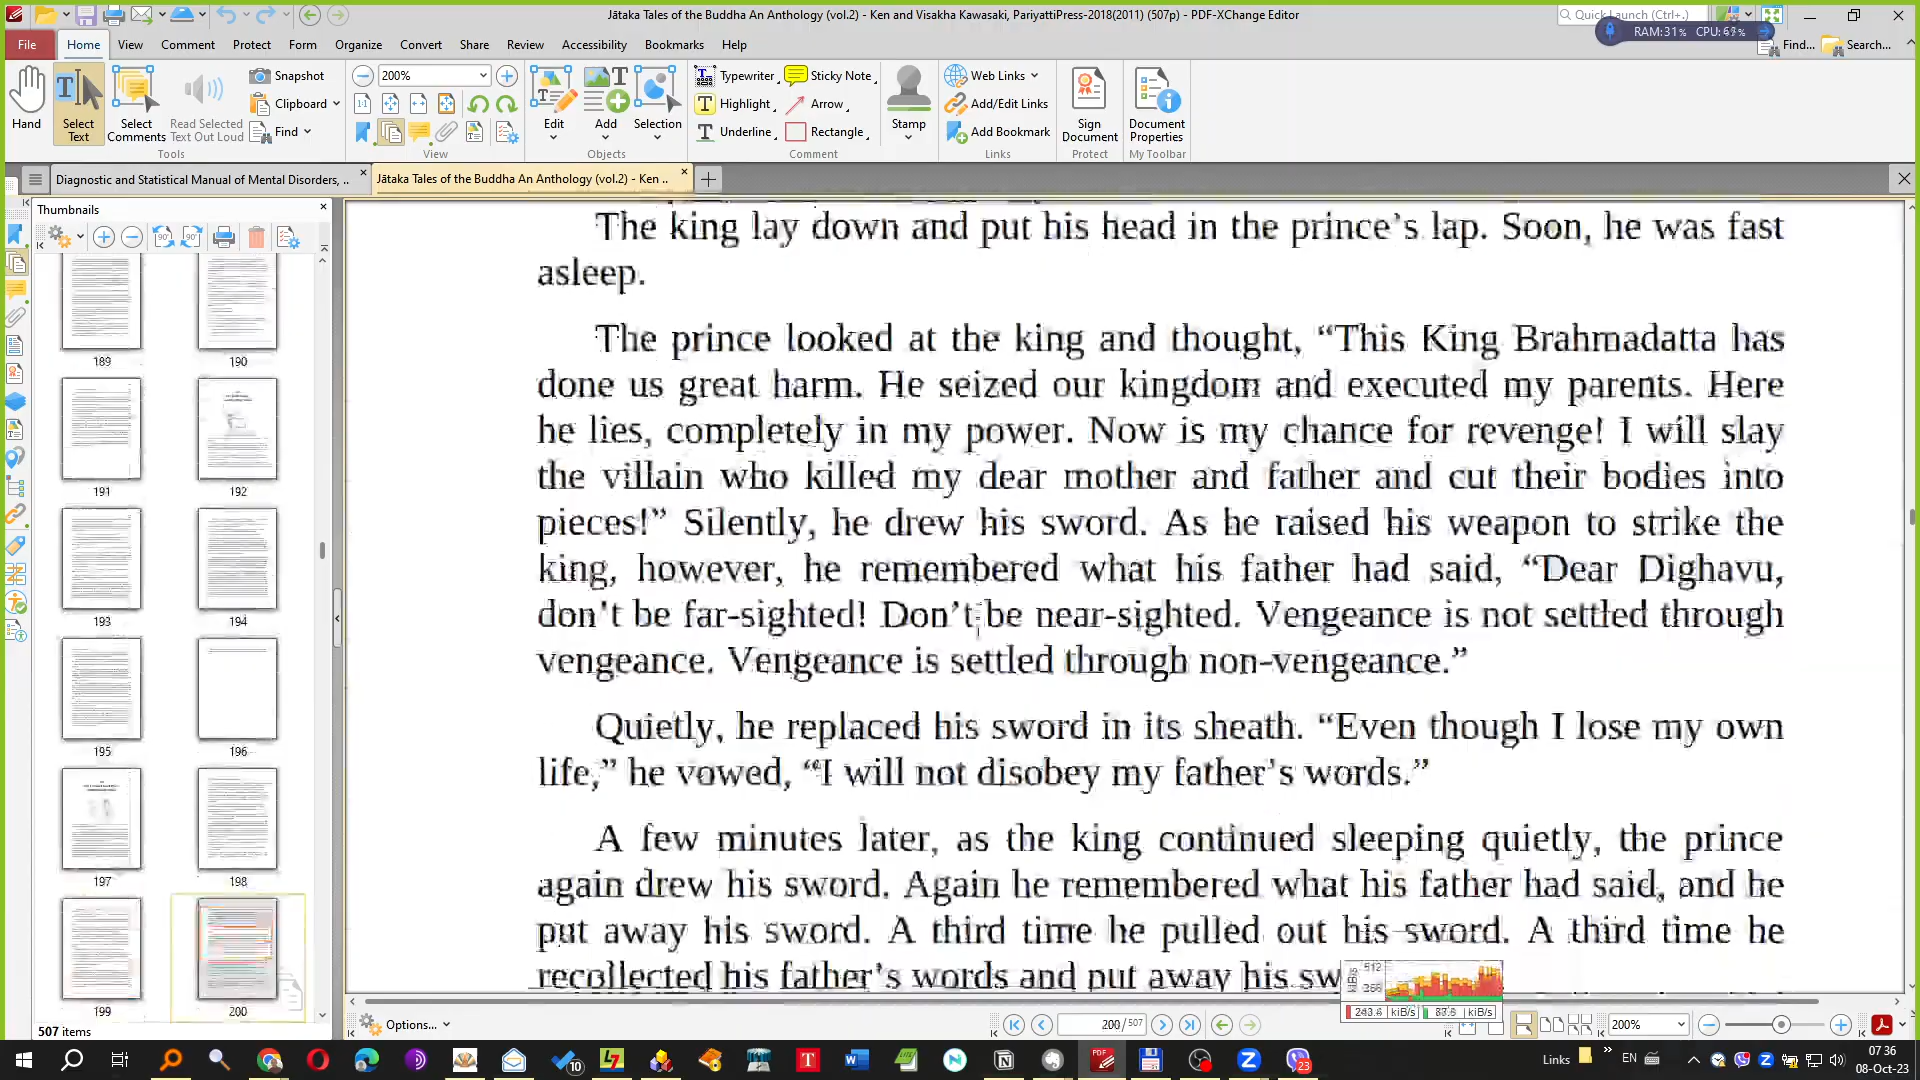 Jātaka Tales of the Buddha An Anthology (vol.2) - Ken and Visakha Kawasaki, PariyattiPress-2018(2011) (507p) - PDF-XChange Editor
Quick Launch (Ctrl+.)
RAM:31% CPU:69%
File Home View Comment Protect Form Organize Convert Share Review Accessibility Bookmarks Help
Find... Search...
Hand
Select Text
Select Comments
Read Selected Text Out Loud
Snapshot
Clipboard
Find
Tools
200%
View
Edit
Add
Selection
Objects
Typewriter
Highlight
Underline
Sticky Note
Arrow
Rectangle
Stamp
Comment
Web Links
Add/Edit Links
Add Bookmark
Links
Sign Document
Protect
Document Properties
My Toolbar
Diagnostic and Statistical Manual of Mental Disorders, ..
Jātaka Tales of the Buddha An Anthology (vol.2) - Ken ..
Thumbnails
189 190
191 192
193 194
195 196
197 198
199 200
507 items
The king lay down and put his head in the prince's lap. Soon, he was fast
asleep.
The prince looked at the king and thought, “This King Brahmadatta has
done us great harm. He seized our kingdom and executed my parents. Here
he lies, completely in my power. Now is my chance for revenge! I will slay
the villain who killed my dear mother and father and cut their bodies into
pieces!” Silently, he drew his sword. As he raised his weapon to strike the
king, however, he remembered what his father had said, “Dear Dighavu,
don't be far-sighted! Don't be near-sighted. Vengeance is not settled through
vengeance. Vengeance is settled through non-vengeance.”
Quietly, he replaced his sword in its sheath. “Even though I lose my own
life,” he vowed, “I will not disobey my father's words.”
A few minutes later, as the king continued sleeping quietly, the prince
again drew his sword. Again he remembered what his father had said, and he
put away his sword. A third time he pulled out his sword. A third time he
recollected his father's words and put away his sw
Options...
200 / 507
200%
Links
EN
07 36
08-Oct-23